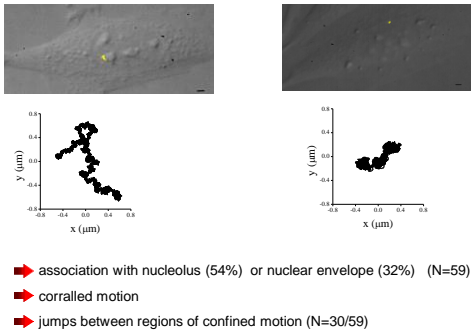 0.8
0.4
0.0
-0.4
-0.8
y (μm)
-0.8 -0.4 0.0 0.4 0.8
x (μm)
0.8
0.4
0.0
-0.4
-0.8
y (μm)
-0.8 -0.4 0.0 0.4 0.8
x (μm)
association with nucleolus (54%) or nuclear envelope (32%) (N=59)
corralled motion
jumps between regions of confined motion (N=30/59)